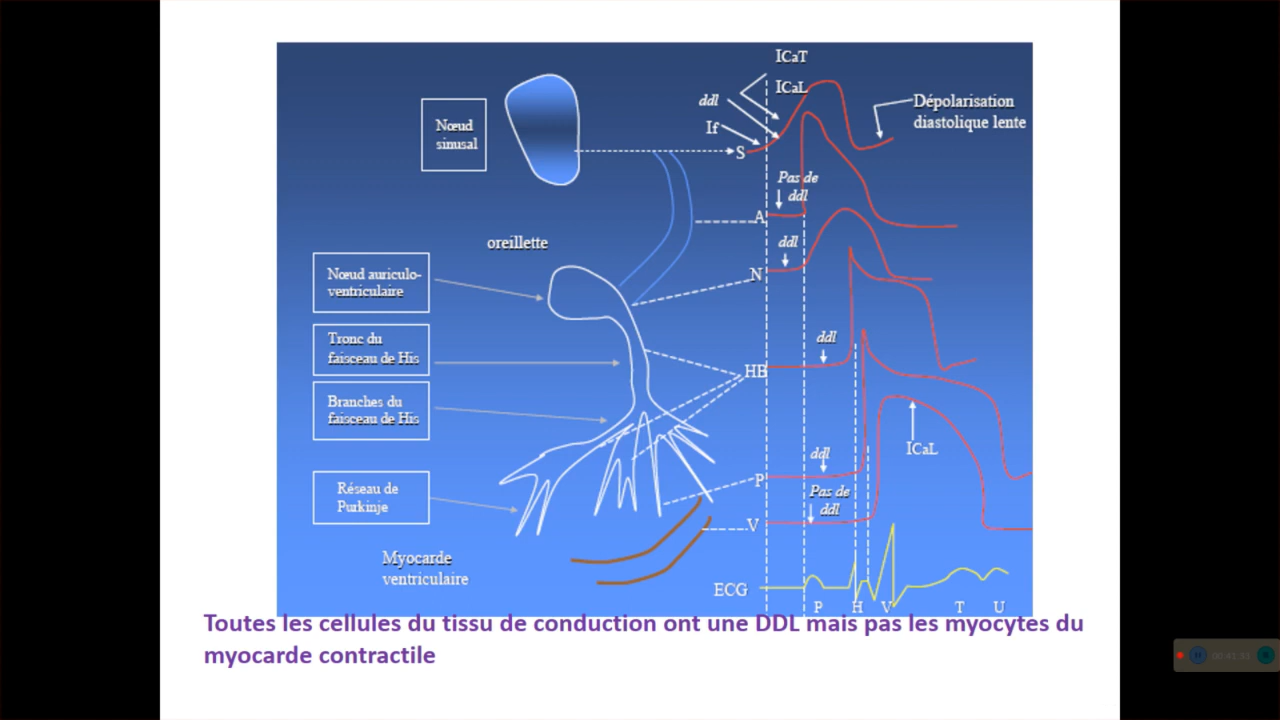 ICaT
ICaL
ddl
If
Dépolarisation
diastolique lente
Nœud
sinusal
S
Pas de
ddl
A
oreillette
ddl
N
Nœud auriculo-
ventriculaire
Tronc du
faisceau de His
ddl
HB
Branches du
faisceau de His
ICaL
ddl
P
Réseau de
Purkinje
Pas de
ddl
V
Myocarde
ventriculaire
ECG
P H V T U
Toutes les cellules du tissu de conduction ont une DDL mais pas les myocytes du
myocarde contractile